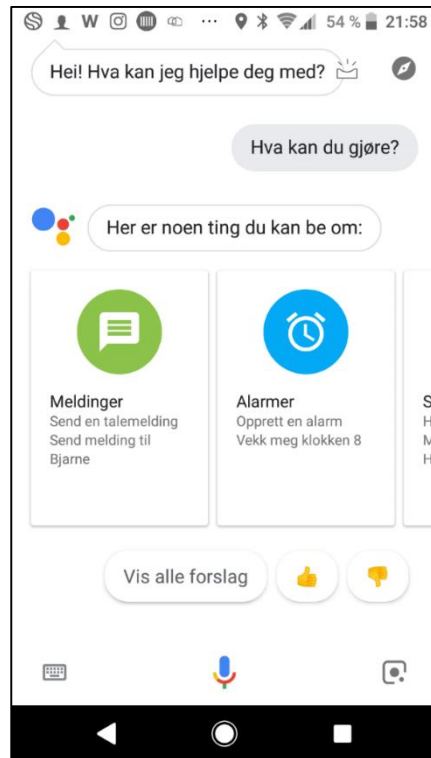 54 % 21:58
Hei! Hva kan jeg hjelpe deg med?
Hva kan du gjøre?
Her er noen ting du kan be om:
Meldinger
Send en talemelding
Send melding til
Bjarne
Alarmer
Opprett en alarm
Vekk meg klokken 8
S
H
M
H
Vis alle forslag